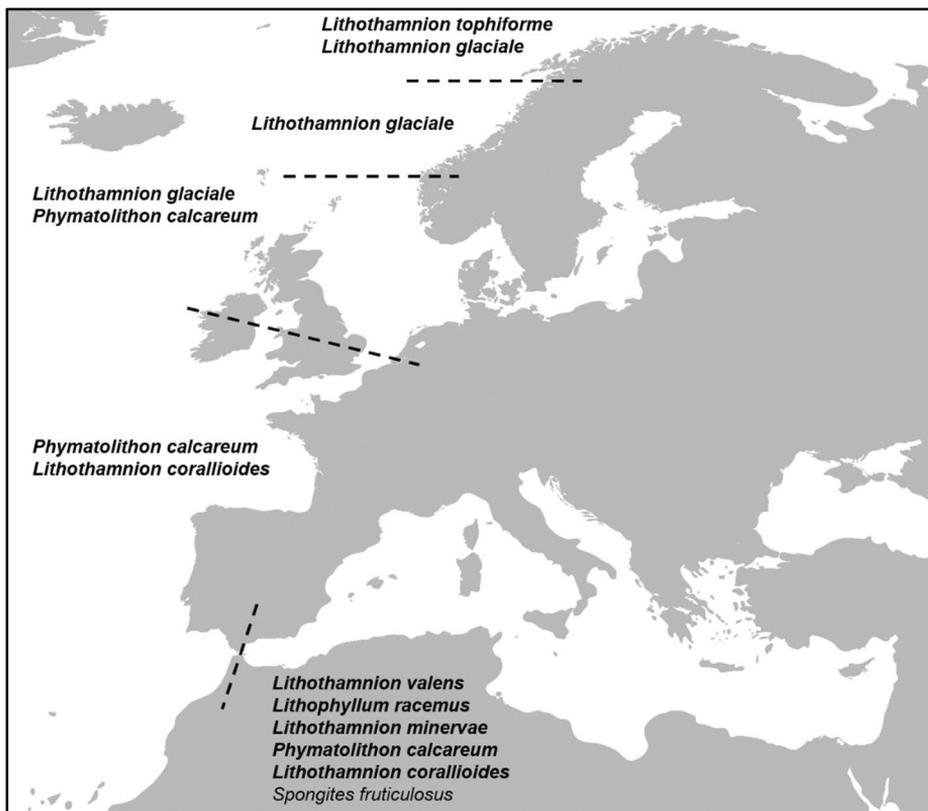 Lithothamnion tophiforme
Lithothamnion glaciale
Lithothamnion glaciale
Lithothamnion glaciale
Phymatolithon calcareum
Phymatolithon calcareum
Lithothamnion corallioides
Lithothamnion valens
Lithophyllum racemus
Lithothamnion minervae
Phymatolithon calcareum
Lithothamnion corallioides
Spongites fruticulosus